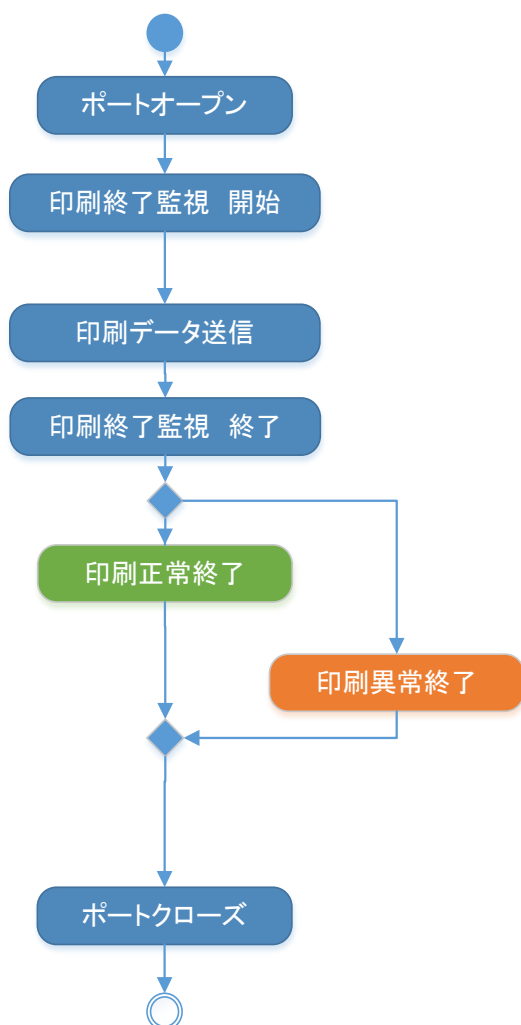 ポートオープン
印刷終了監視　開始
印刷データ送信
印刷終了監視　終了
印刷正常終了
印刷異常終了
ポートクローズ